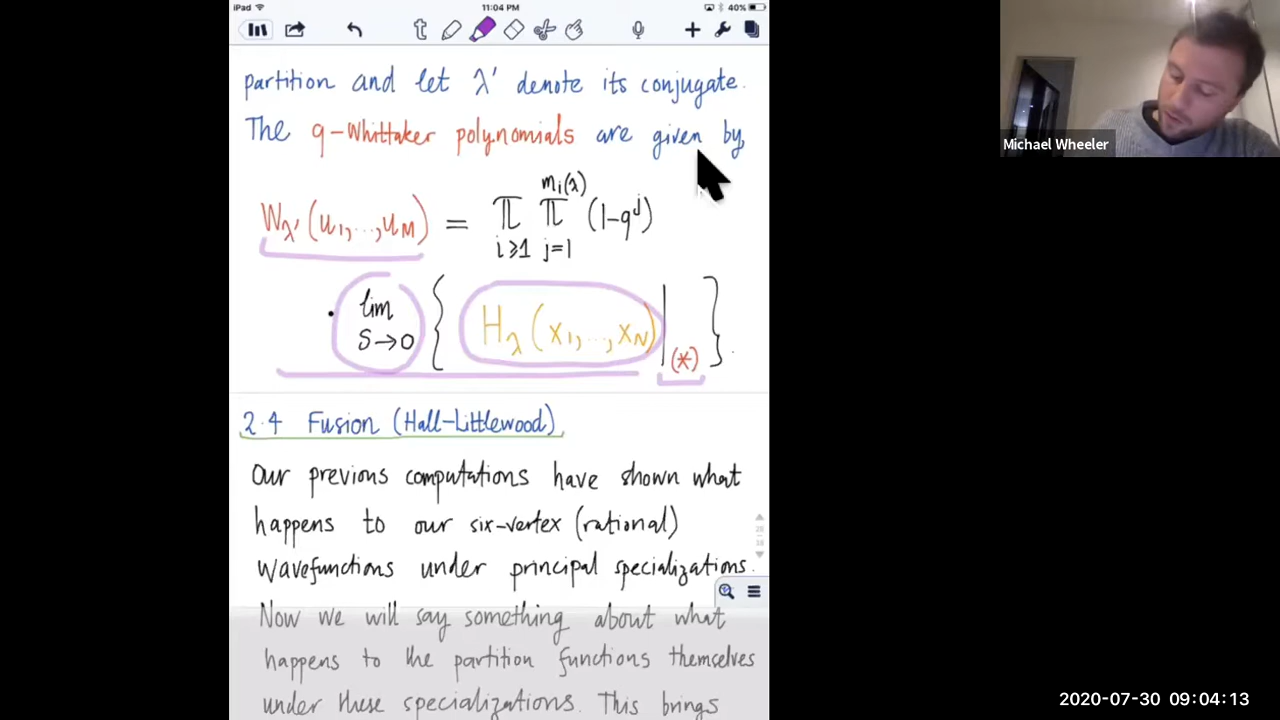 iPad
11:04 PM
40%
partition and let λ' denote its conjugate.
The q-Whittaker polynomials are given by
W_λ'(u_1,...,u_M) = ∏_{i≥1} ∏_{j=1}^{m_i(λ)} (1-q^j)
· lim_{s→0} { H_λ(x_1,...,x_N) |_(*) }.
2.4 Fusion (Hall-Littlewood)
Our previous computations have shown what
happens to our six-vertex (rational)
wavefunctions under principal specializations.
Now we will say something about what
happens to the partition functions themselves
under these specializations. This brings
Michael Wheeler
2020-07-30 09:04:13